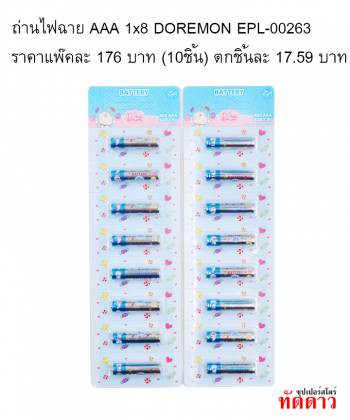 ถ่านไฟฉาย AAA 1x8 DOREMON EPL-00263
ราคาแพ๊คละ 176 บาท (10ชิ้น) ตกชิ้นละ 17.59 บาท
BATTERY BATTERY
ซุปเปอร์สโตร์
ทัดดาว